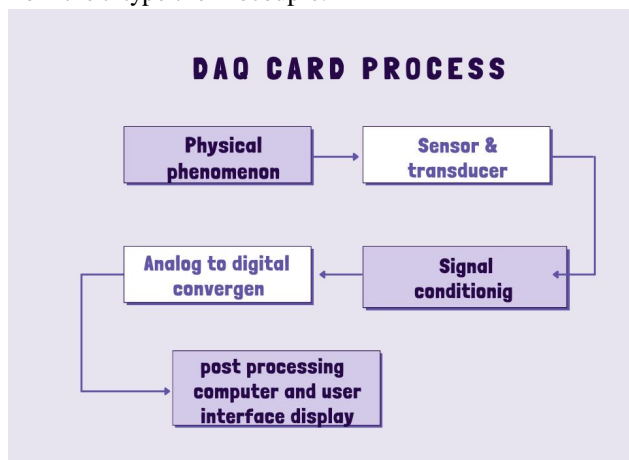 DAQ CARD PROCESS
Physical
phenomenon
Sensor &
transducer
Signal
conditionig
Analog to digital
convergen
post processing
computer and user
interface display